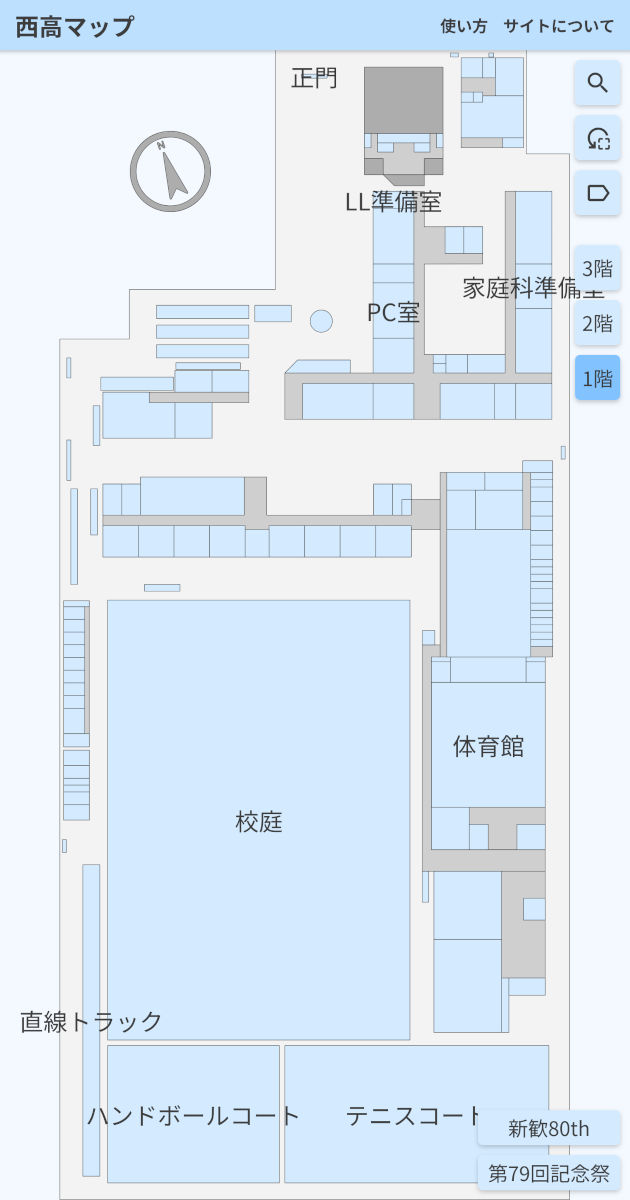 西高マップ 使い方 サイトについて
正門
N
LL準備室
3階
家庭科準備室
PC室
2階
1階
体育館
校庭
直線トラック
ハンドボールコート テニスコート
新歓80th
第79回記念祭